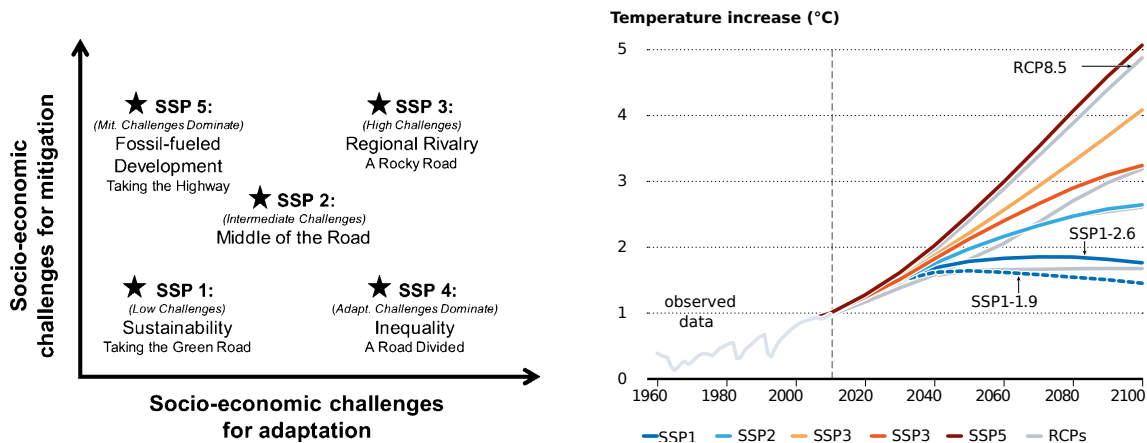 Socio-economic
challenges for mitigation
SSP 5:
(Mit. Challenges Dominate)
Fossil-fueled
Development
Taking the Highway
SSP 3:
(High Challenges)
Regional Rivalry
A Rocky Road
SSP 2:
(Intermediate Challenges)
Middle of the Road
SSP 1:
(Low Challenges)
Sustainability
Taking the Green Road
SSP 4:
(Adapt. Challenges Dominate)
Inequality
A Road Divided
Socio-economic challenges
for adaptation
Temperature increase (°C)
5
RCP8.5
4
3
2
SSP1-2.6
SSP1-1.9
observed
data
1
0
1960 1980 2000 2020 2040 2060 2080 2100
SSP1 SSP2 SSP3 SSP3 SSP5 RCPs